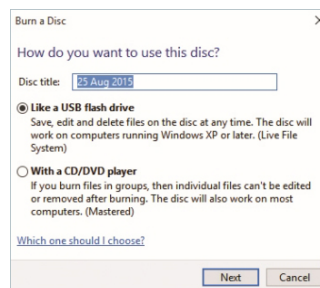 Burn a Disc
How do you want to use this disc?
Disc title: 25 Aug 2015
Like a USB flash drive
Save, edit and delete files on the disc at any time. The disc will
work on computers running Windows XP or later. (Live File
System)
With a CD/DVD player
If you burn files in groups, then individual files can't be edited
or removed after burning. The disc will also work on most
computers. (Mastered)
Which one should I choose?
Next Cancel